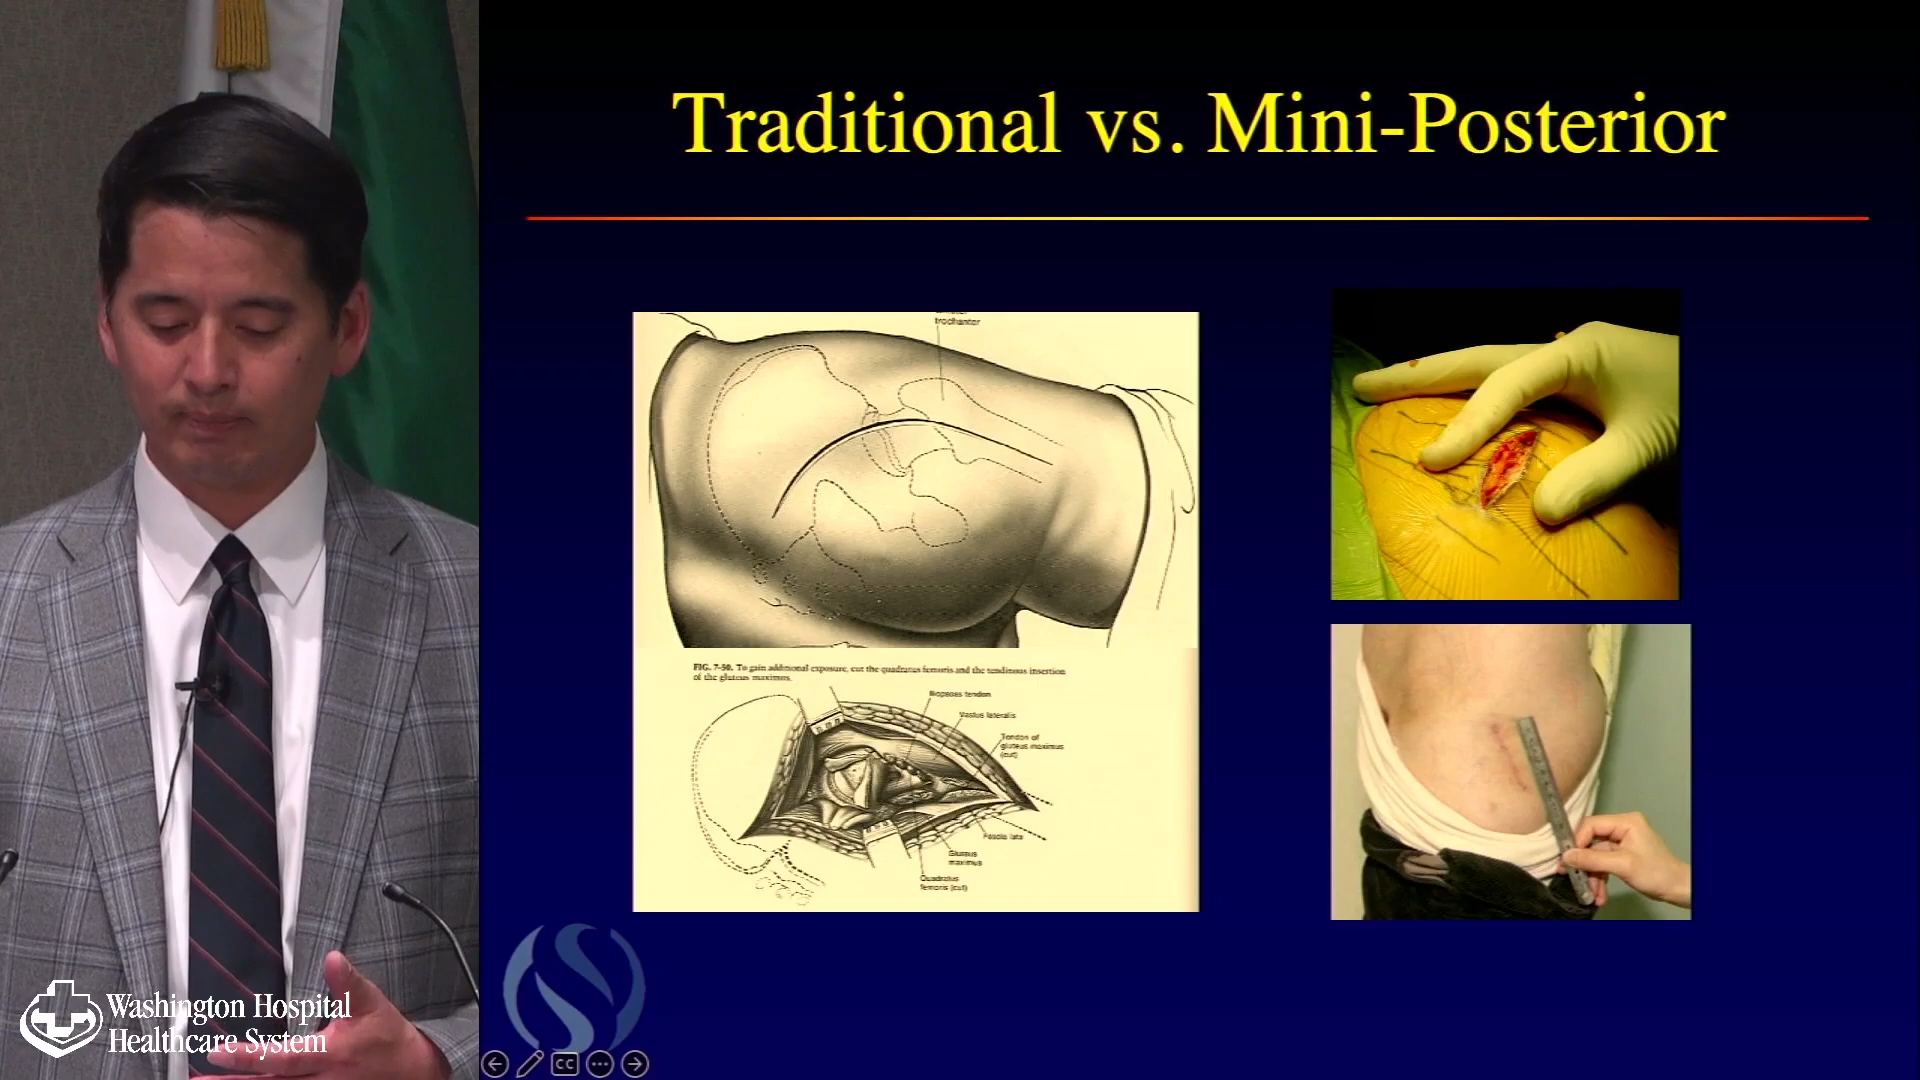 Traditional vs. Mini-Posterior
trochanter
FIG. 7-50. To gain additional exposure, cut the quadratus femoris and the tendinous insertion
of the gluteus maximus.
Iliopsoas tendon
Vastus lateralis
Tendon of
gluteus maximus
(cut)
Fascia lata
Gluteus
maximus
Quadratus
femoris (cut)
Washington Hospital
Healthcare System
CC